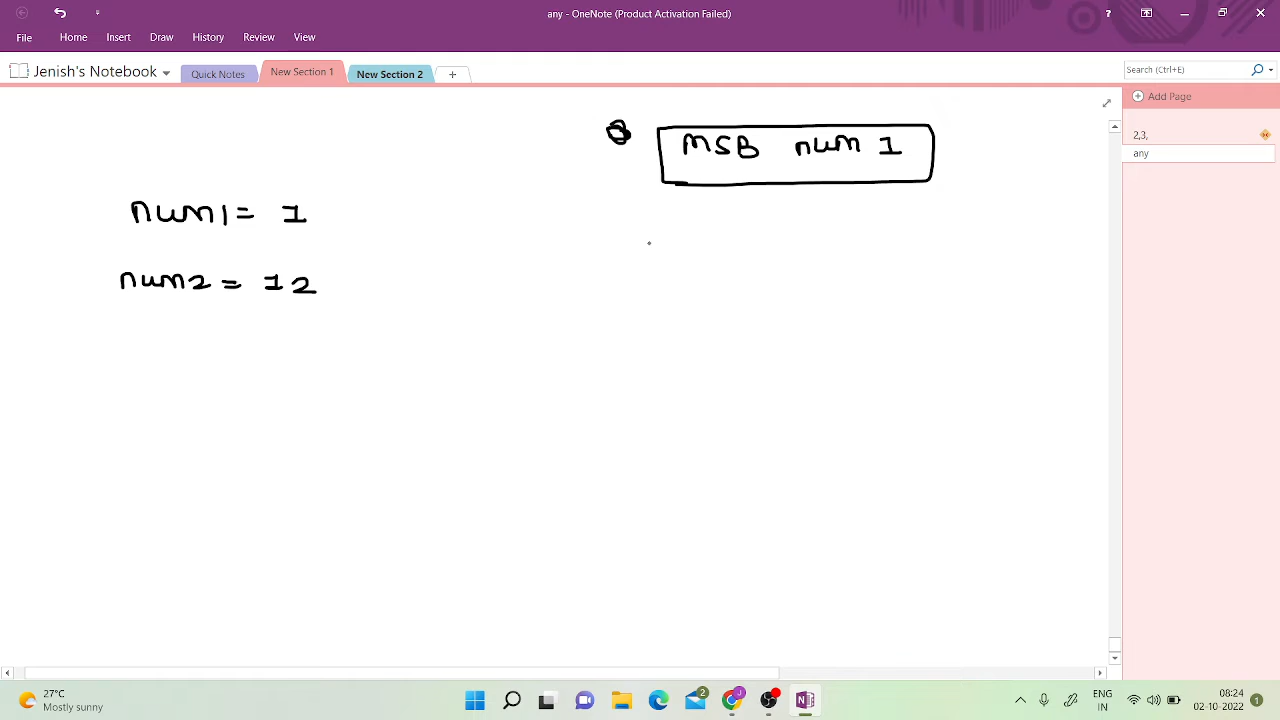 any - OneNote (Product Activation Failed)
?
File Home Insert Draw History Review View
Jenish's Notebook
Quick Notes
New Section 1
New Section 2
+
Search (Ctrl+E)
Add Page
2,3,
any
MSB num 1
num1 = 1
num2 = 12
27°C
Mostly sunny
2
J
N
ENG
IN
08:24
02-10-2022
1